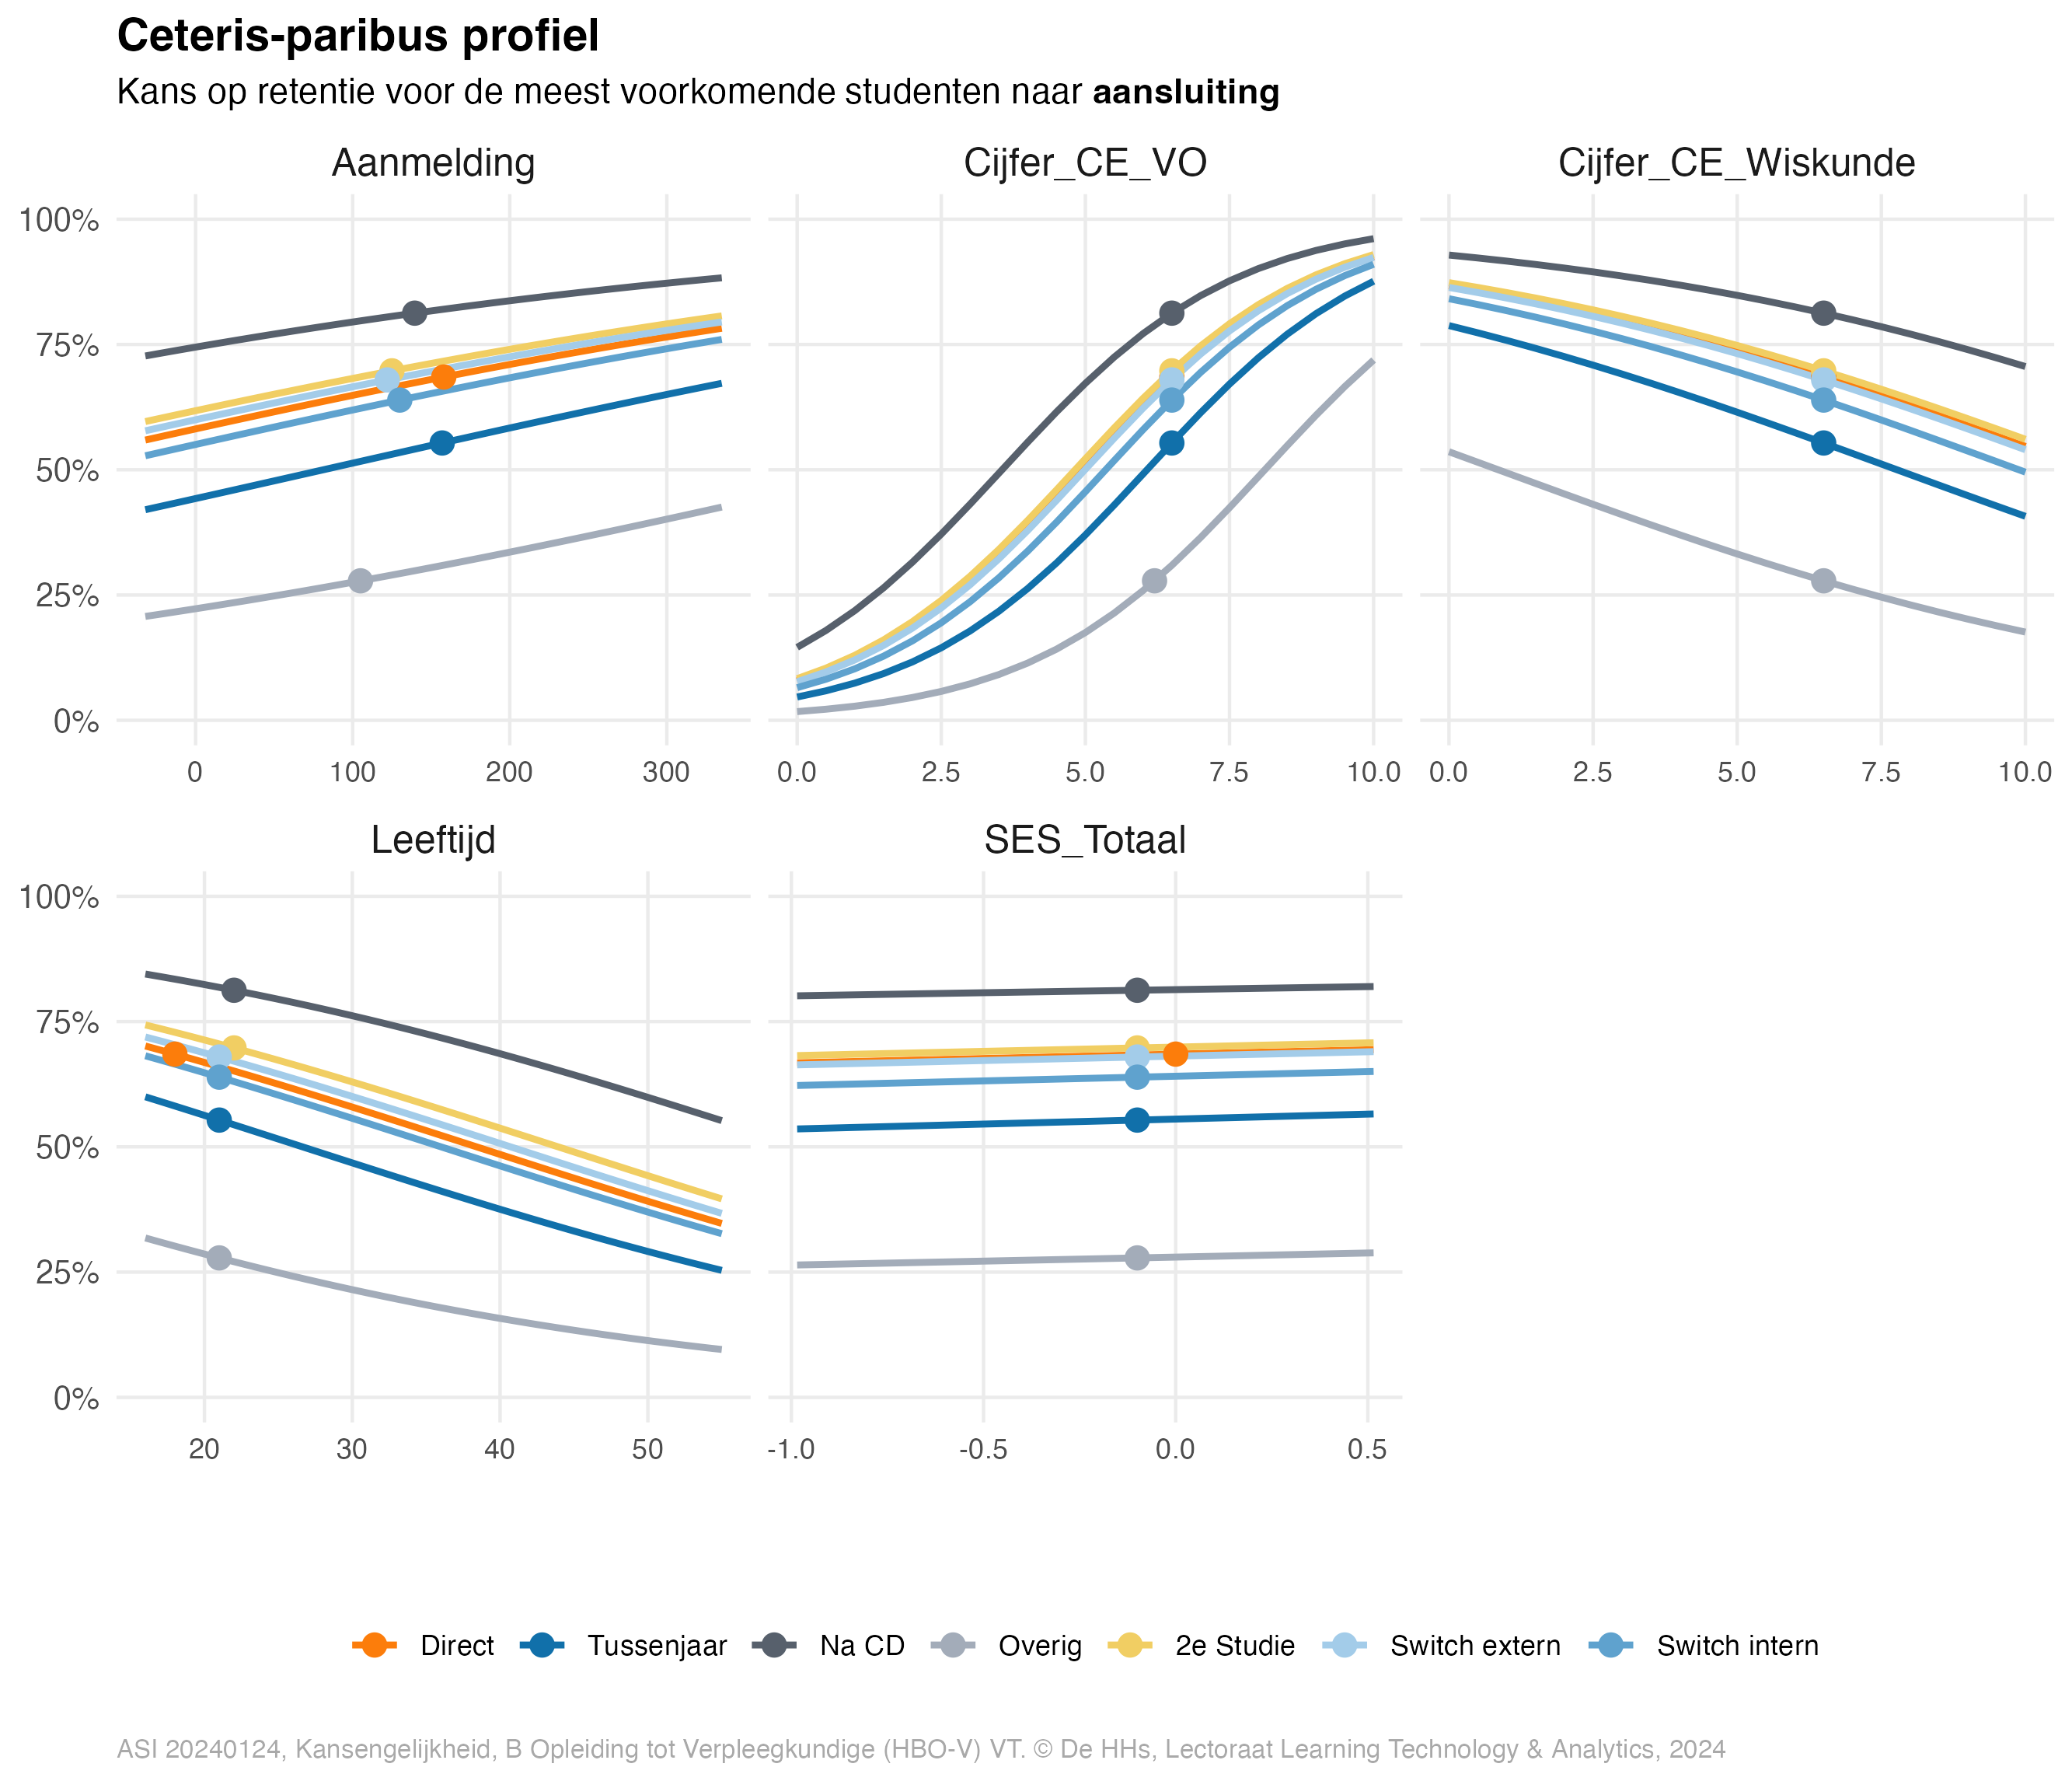 Ceteris-paribus profiel
Kans op retentie voor de meest voorkomende studenten naar aansluiting
Aanmelding Cijfer_CE_VO Cijfer_CE_Wiskunde
100%
75%
50%
25%
0%
0 100 200 300 0.0 2.5 5.0 7.5 10.0 0.0 2.5 5.0 7.5 10.0
Leeftijd SES_Totaal
100%
75%
50%
25%
0%
20 30 40 50 -1.0 -0.5 0.0 0.5
Direct Tussenjaar Na CD Overig 2e Studie Switch extern Switch intern
ASI 20240124, Kansengelijkheid, B Opleiding tot Verpleegkundige (HBO-V) VT. © De HHs, Lectoraat Learning Technology & Analytics, 2024